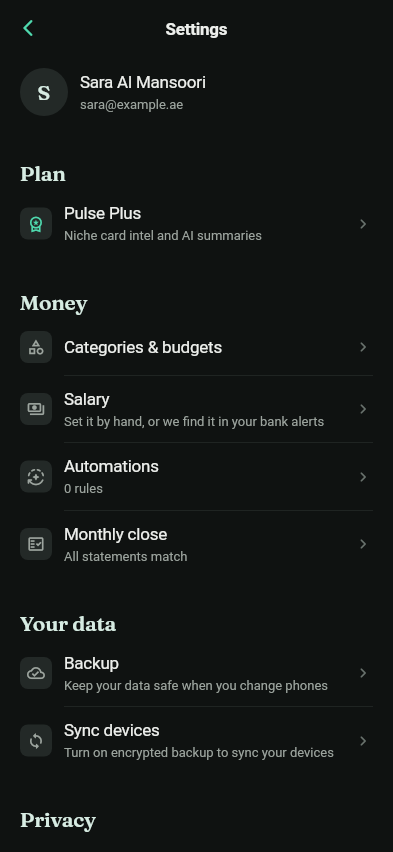 Settings
S
Sara Al Mansoori
sara@example.ae
Plan
Pulse Plus
Niche card intel and AI summaries
Money
Categories & budgets
Salary
Set it by hand, or we find it in your bank alerts
Automations
0 rules
Monthly close
All statements match
Your data
Backup
Keep your data safe when you change phones
Sync devices
Turn on encrypted backup to sync your devices
Privacy